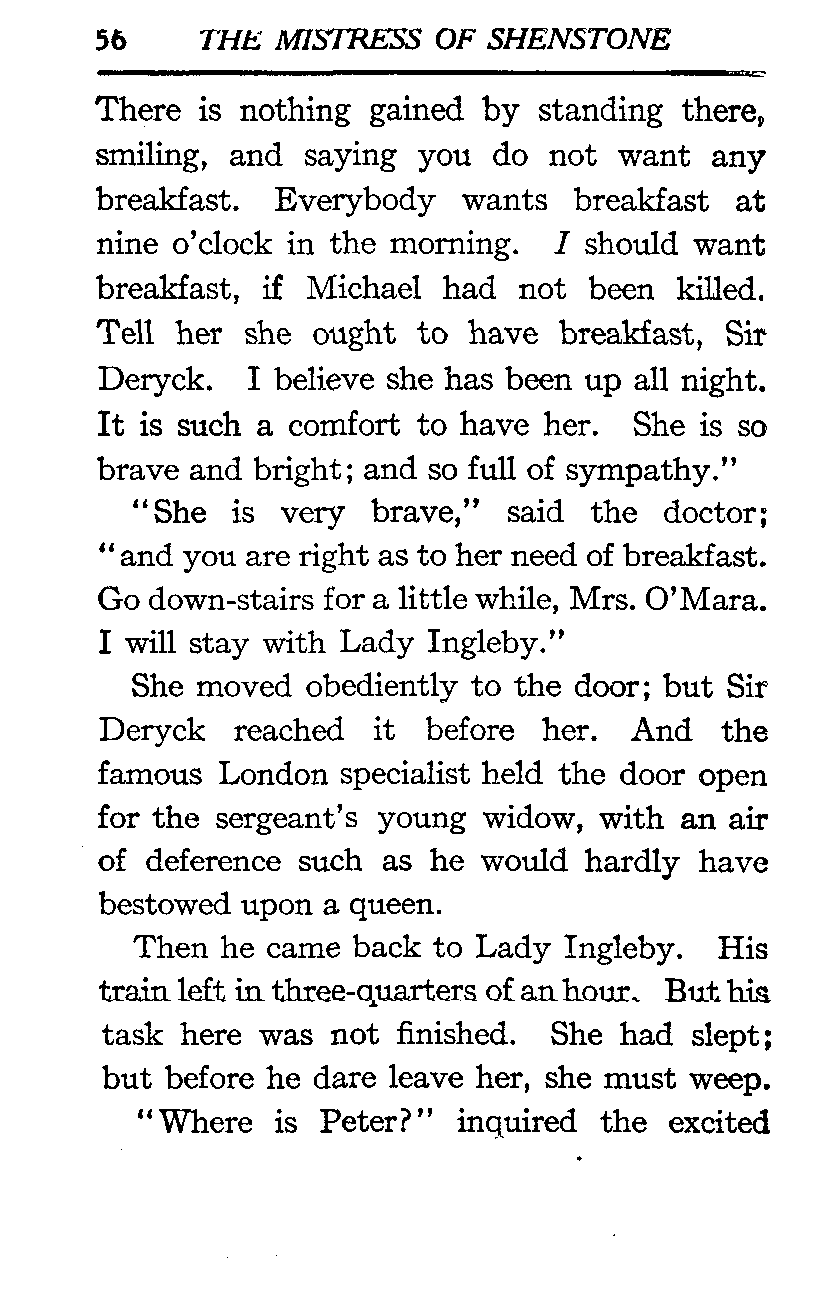 56 THE MISTRESS OF SHENSTONE
There is nothing gained by standing there,
smiling, and saying you do not want any
breakfast. Everybody wants breakfast at
nine o'clock in the morning. I should want
breakfast, if Michael had not been killed.
Tell her she ought to have breakfast, Sir
Deryck. I believe she has been up all night.
It is such a comfort to have her. She is so
brave and bright; and so full of sympathy."
"She is very brave," said the doctor;
"and you are right as to her need of breakfast.
Go down-stairs for a little while, Mrs. O'Mara.
I will stay with Lady Ingleby."
She moved obediently to the door; but Sir
Deryck reached it before her. And the
famous London specialist held the door open
for the sergeant's young widow, with an air
of deference such as he would hardly have
bestowed upon a queen.
Then he came back to Lady Ingleby. His
train left in three-quarters of an hour. But his
task here was not finished. She had slept;
but before he dare leave her, she must weep.
"Where is Peter?" inquired the excited